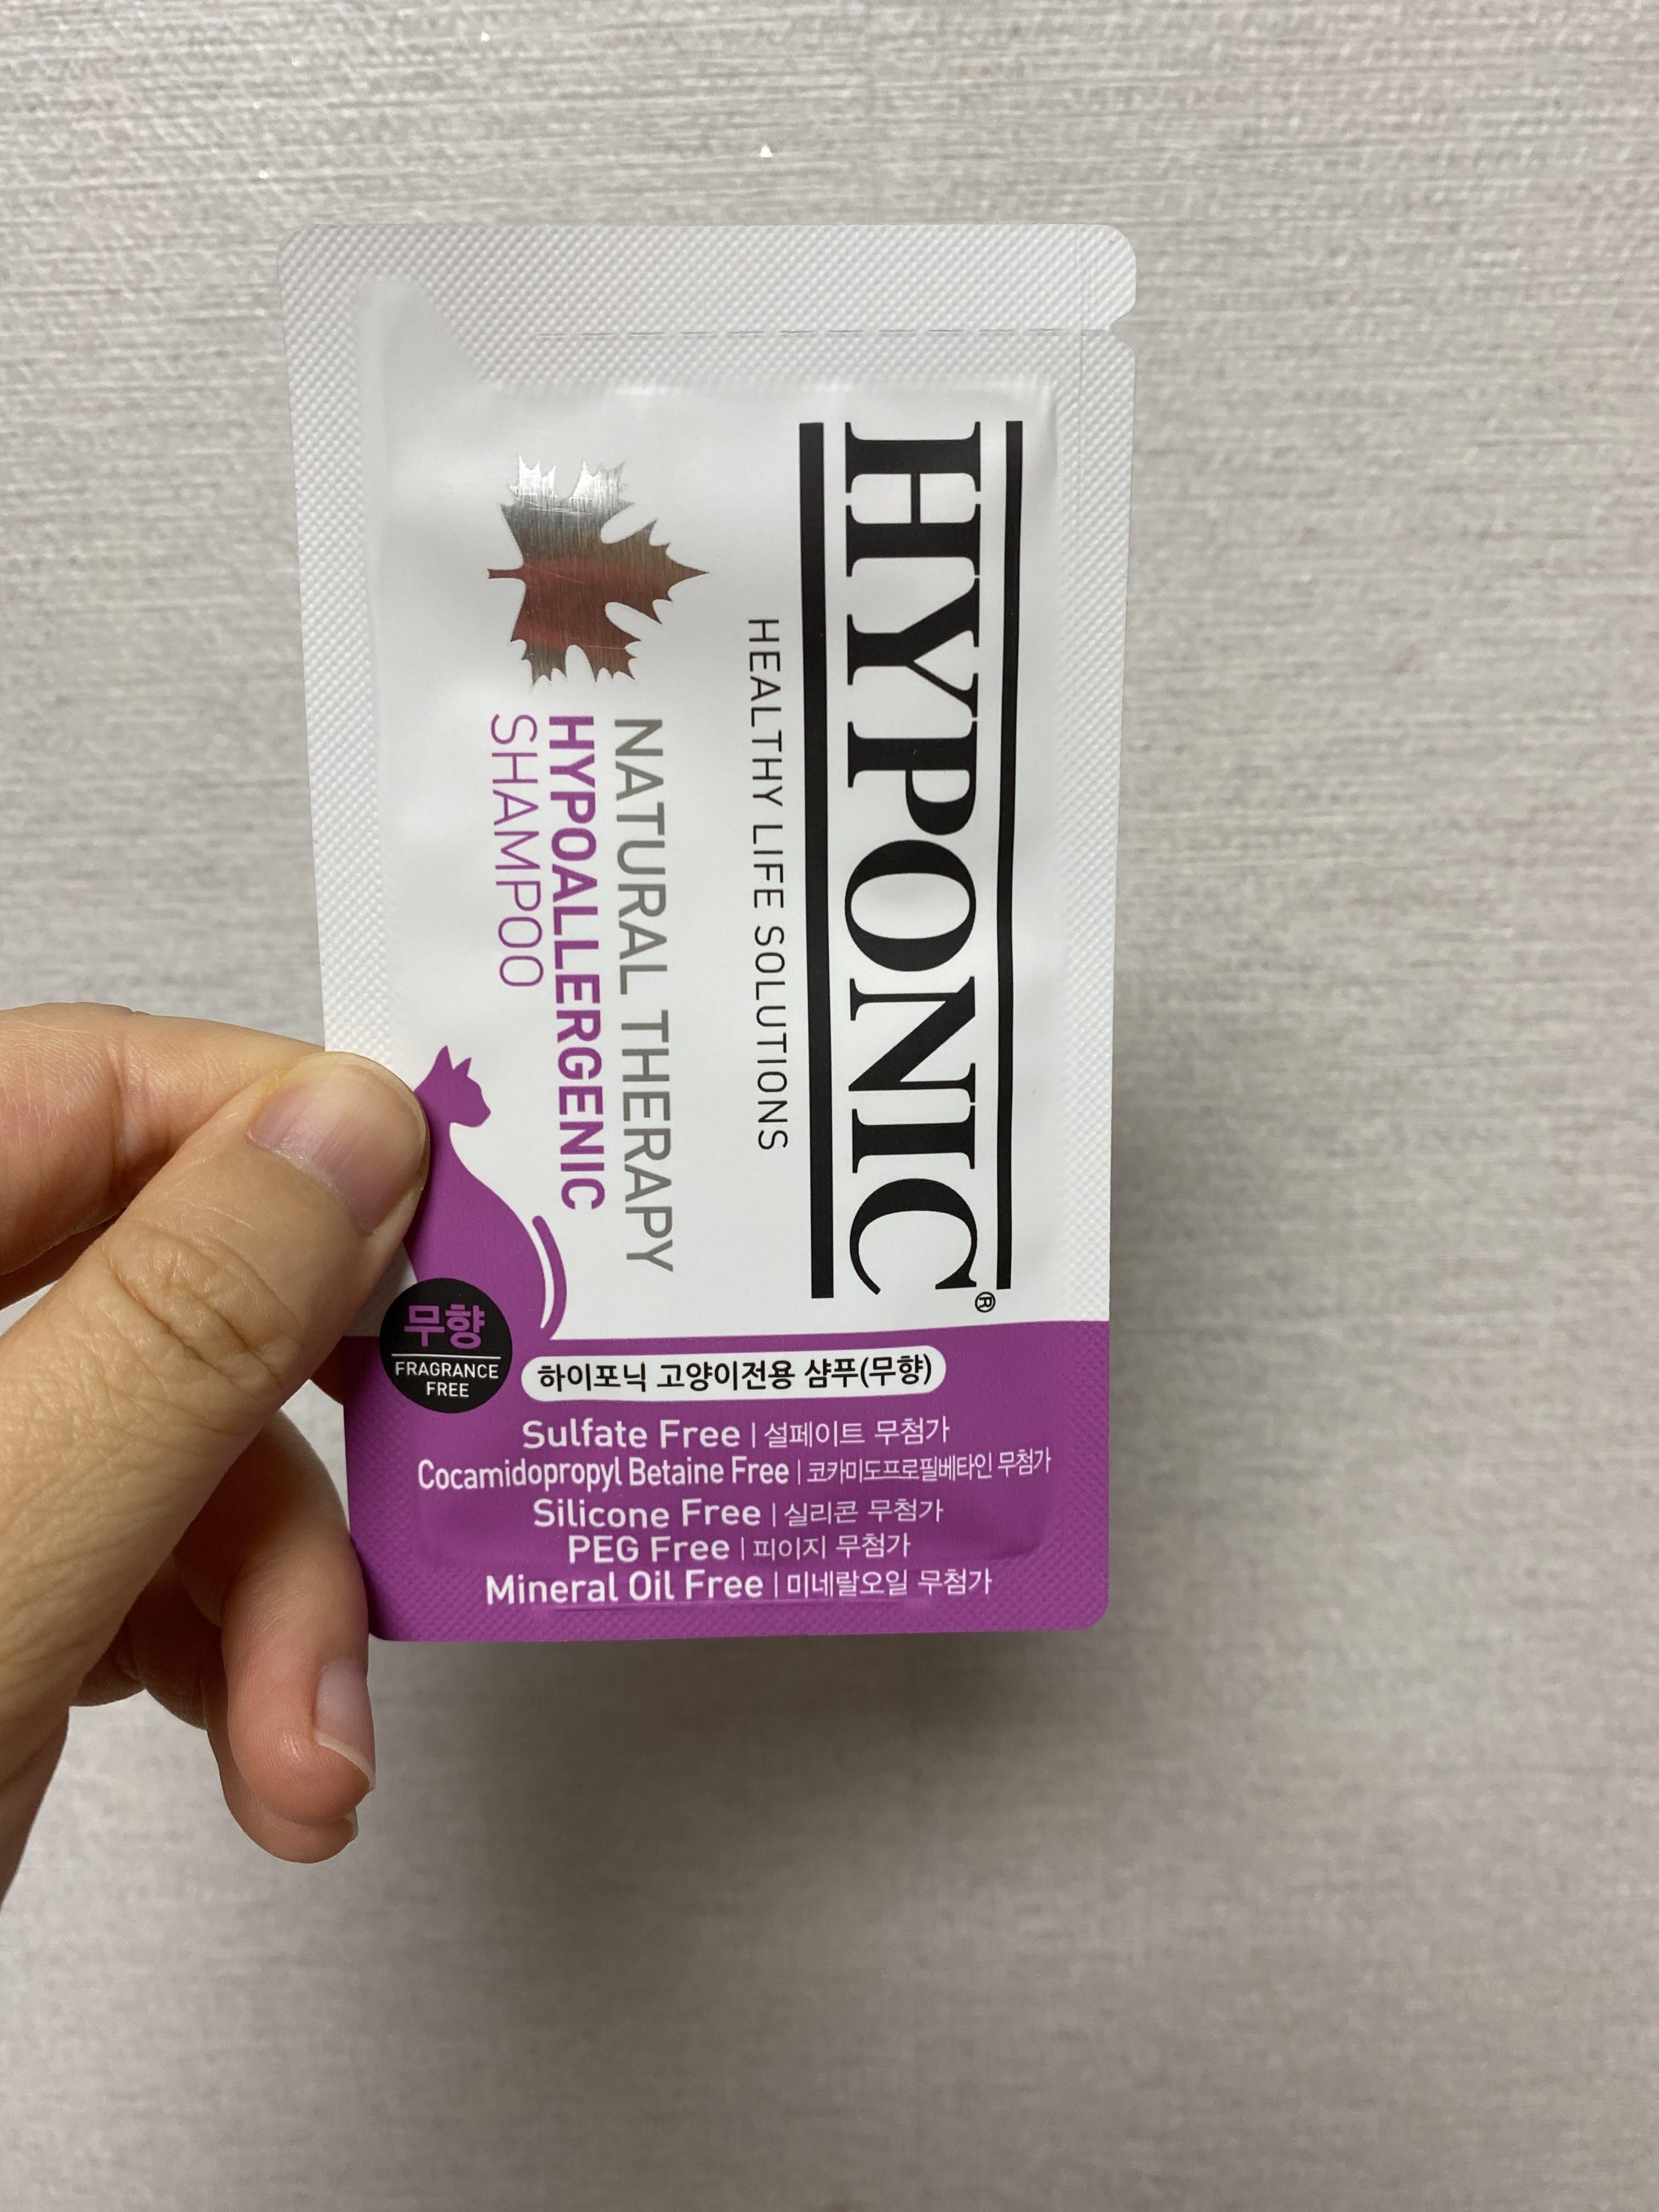 HYPONIC®
HEALTHY LIFE SOLUTIONS
NATURAL THERAPY
HYPOALLERGENIC
SHAMPOO
무향
FRAGRANCE
FREE
하이포닉 고양이전용 샴푸(무향)
Sulfate Free | 설페이트 무첨가
Cocamidopropyl Betaine Free | 코카미도프로필베타인 무첨가
Silicone Free | 실리콘 무첨가
PEG Free | 피이지 무첨가
Mineral Oil Free | 미네랄오일 무첨가